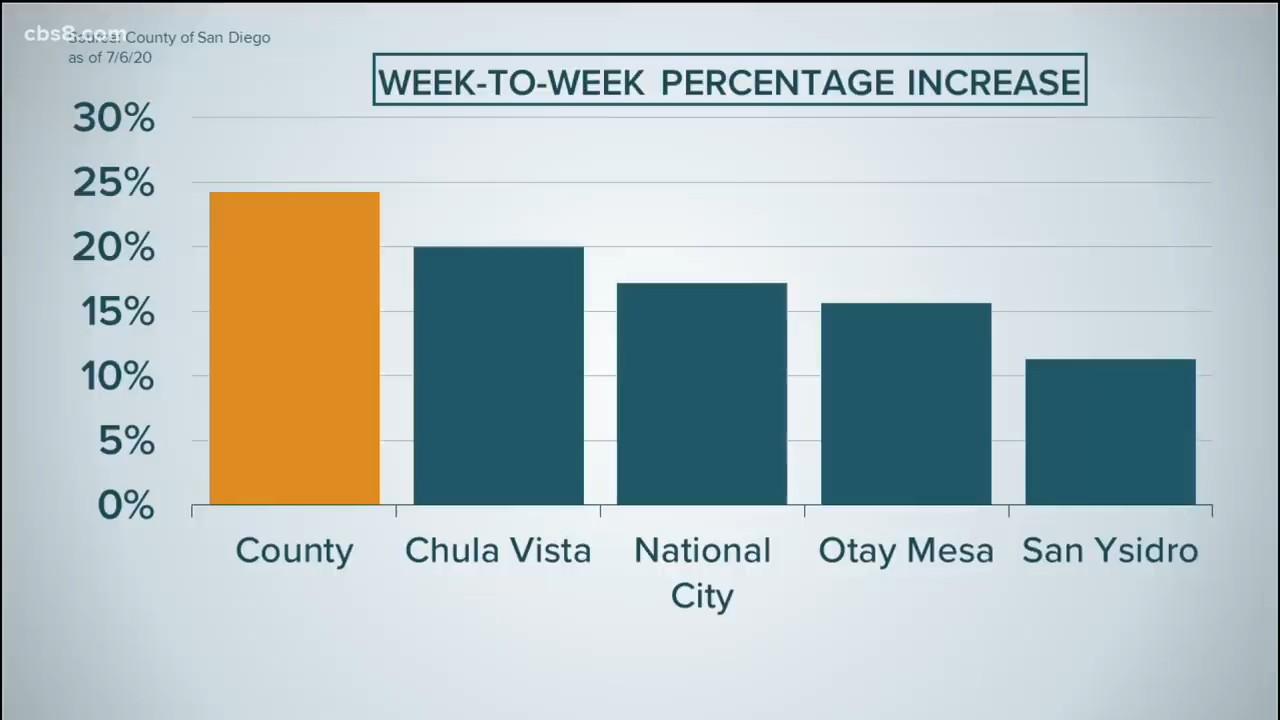 cbs8.com
Source: County of San Diego
as of 7/6/20
WEEK-TO-WEEK PERCENTAGE INCREASE
30%
25%
20%
15%
10%
5%
0%
County
Chula Vista
National
City
Otay Mesa
San Ysidro